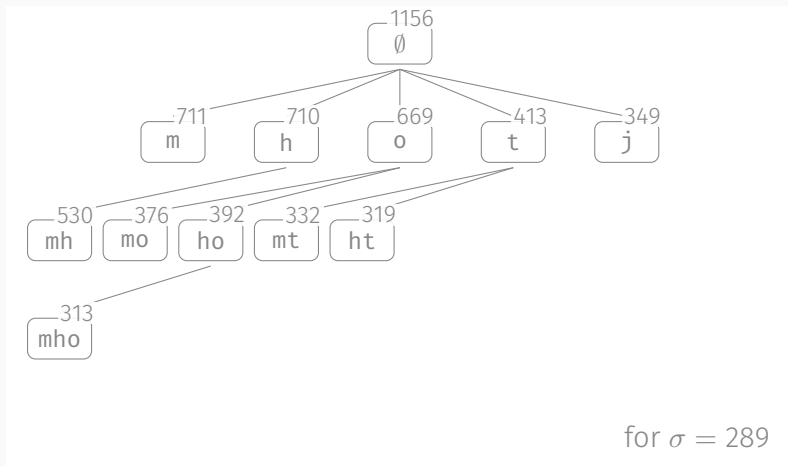 1156
∅
711 710 669 413 349
m h o t j
530 376 392 332 319
mh mo ho mt ht
313
mho
for σ = 289